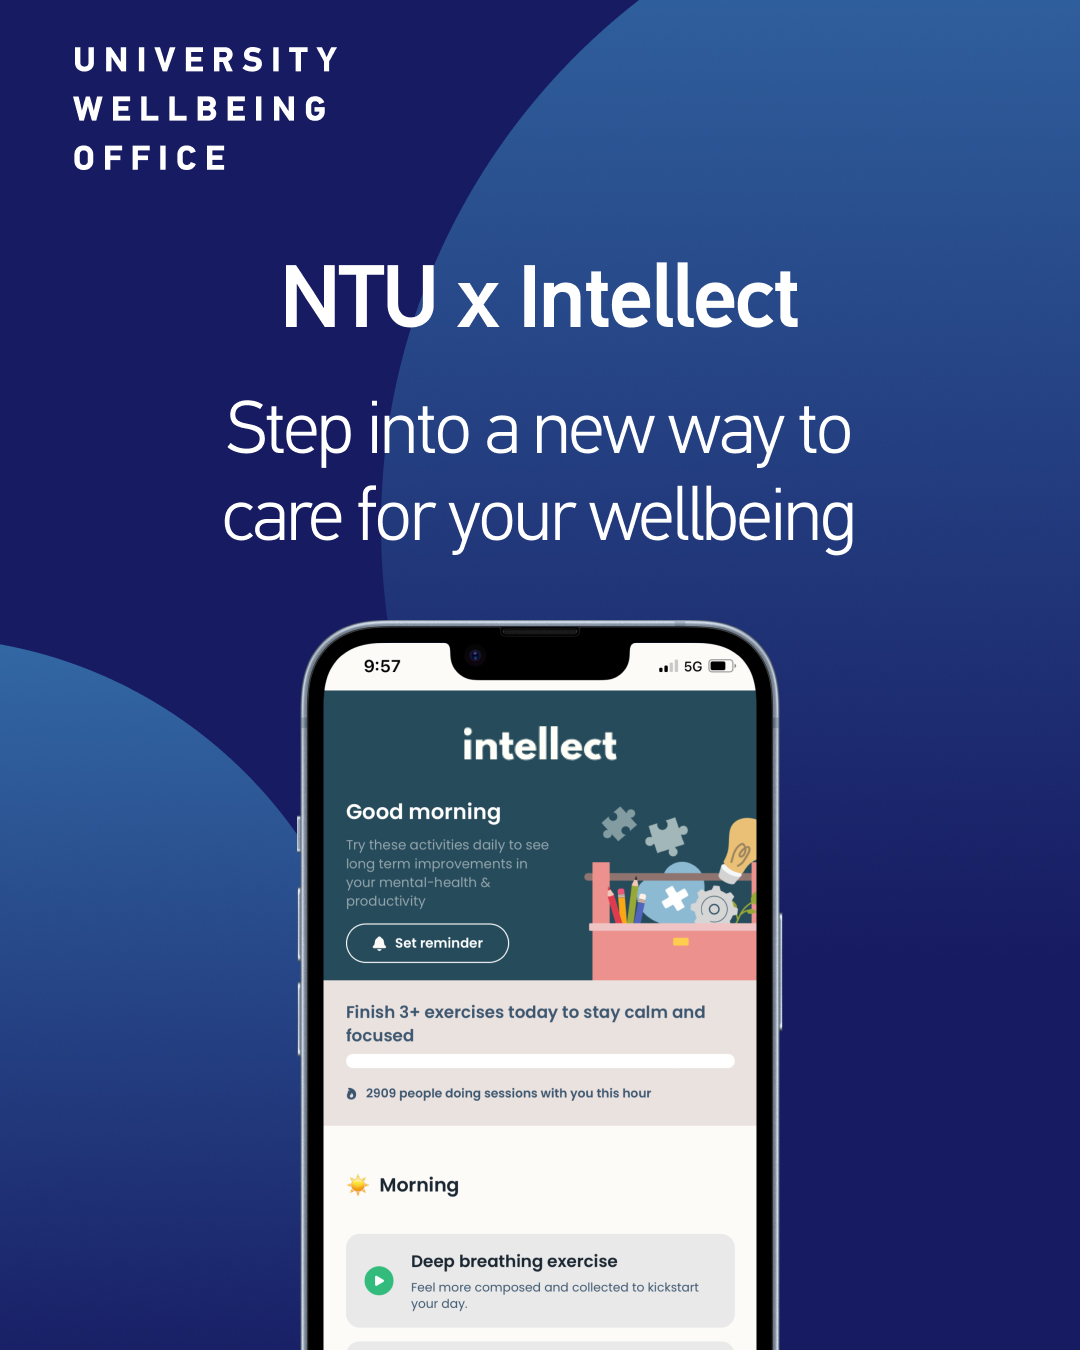 UNIVERSITY
WELLBEING
OFFICE
NTU x Intellect
Step into a new way to
care for your wellbeing
9:57
5G
intellect
Good morning
Try these activities daily to see
long term improvements in
your mental-health &
productivity
Set reminder
Finish 3+ exercises today to stay calm and
focused
2909 people doing sessions with you this hour
Morning
Deep breathing exercise
Feel more composed and collected to kickstart
your day.